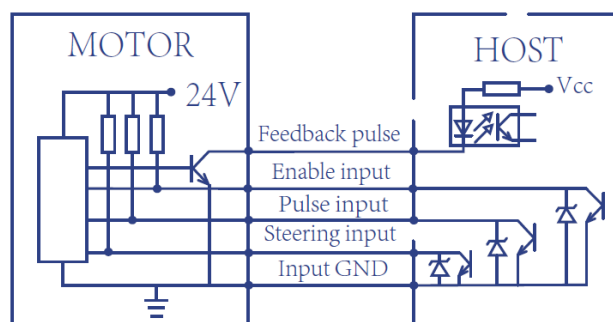 MOTOR
HOST
24V
Vcc
Feedback pulse
Enable input
Pulse input
Steering input
Input GND